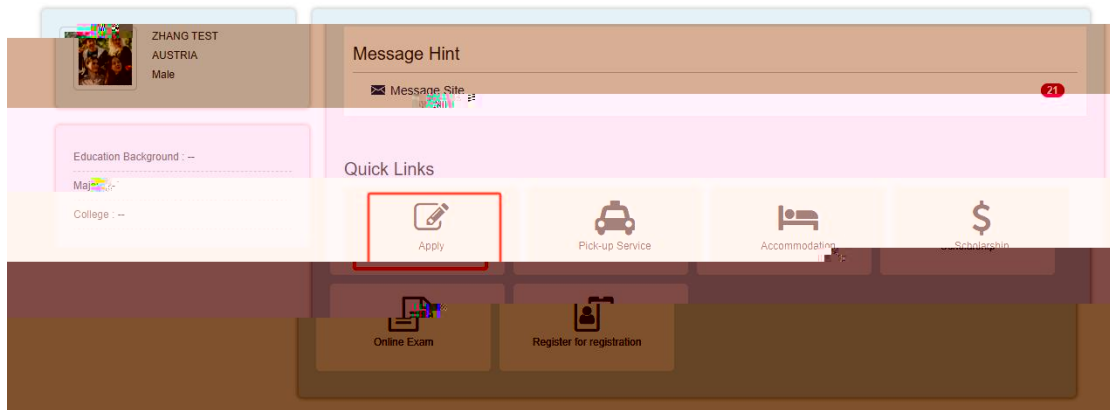 ZHANG TEST
AUSTRIA
Male
Message Hint
Message Site
21
Education Background : --
College : --
Quick Links
Apply
Pick-up Service
Accommodation
Scholarship
Online Exam
Register for registration